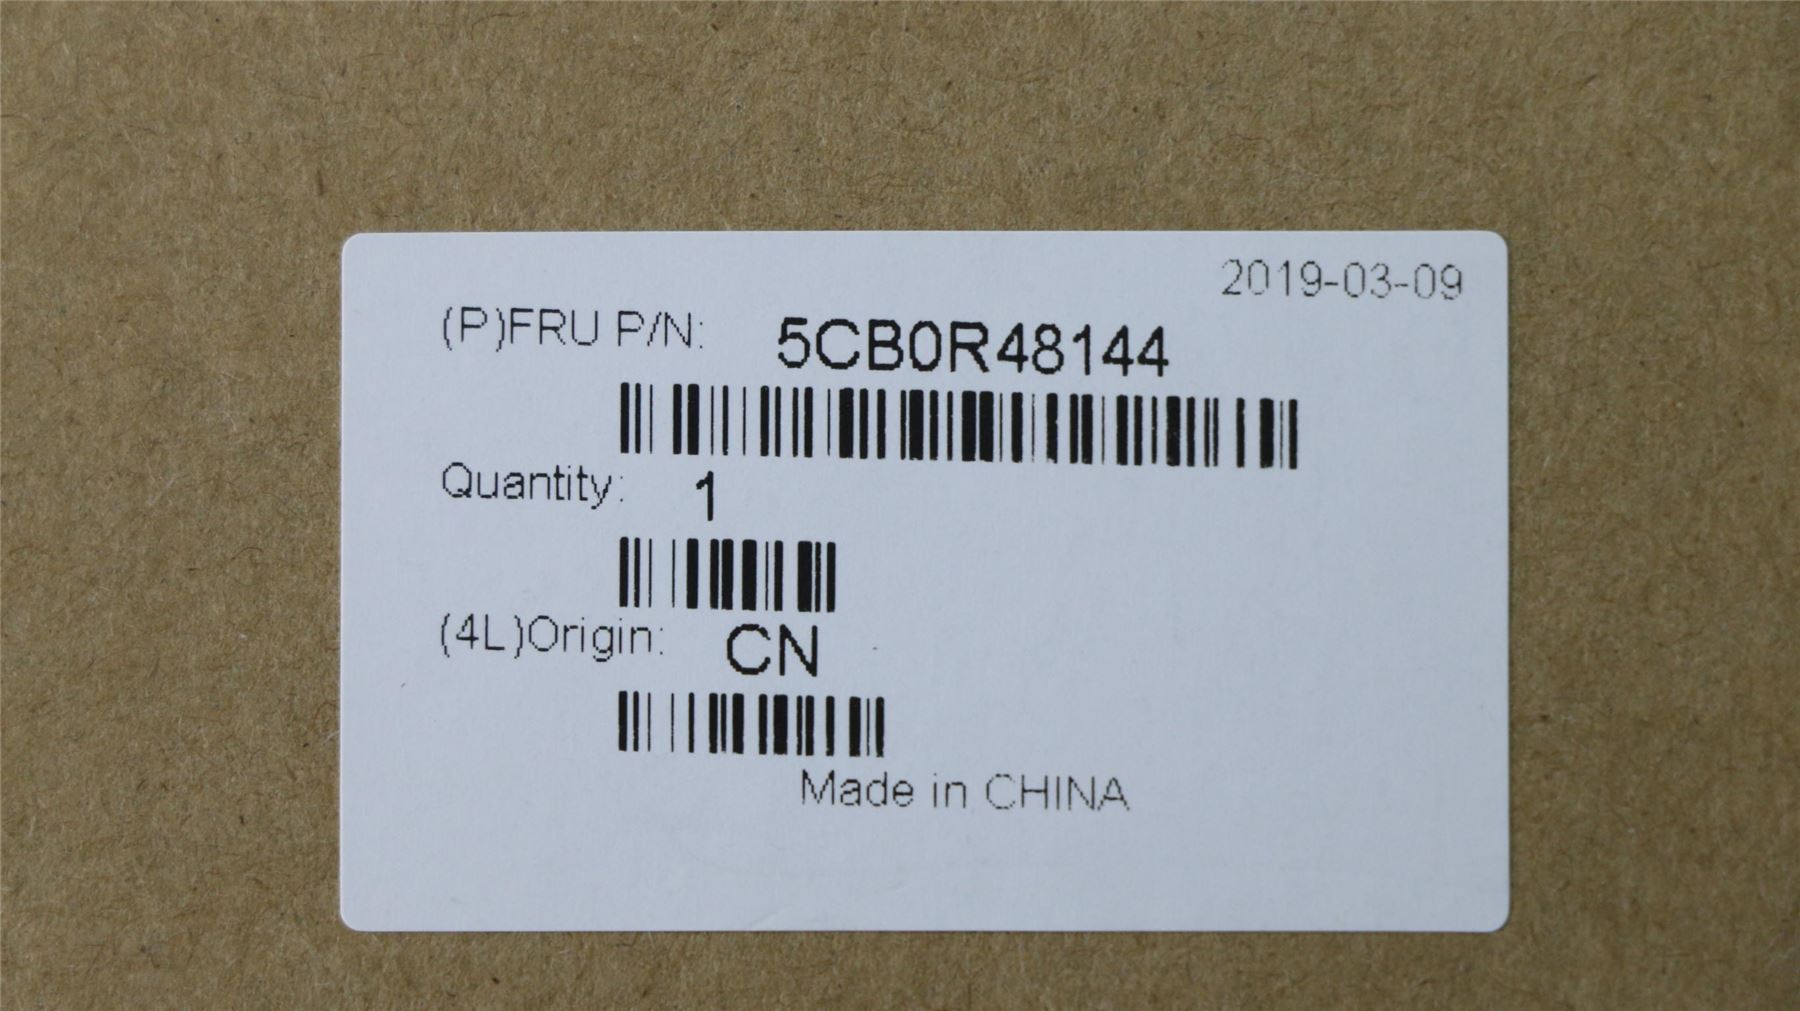 2019-03-09
(P)FRU P/N: 5CB0R48144
Quantity: 1
(4L)Origin: CN
Made in CHINA